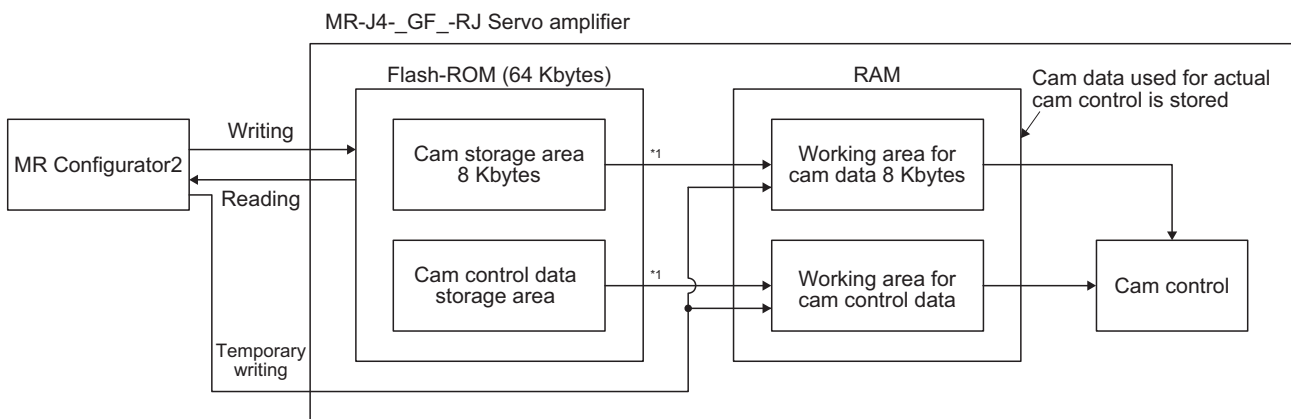 MR-J4-_GF_-RJ Servo amplifier
Flash-ROM (64 Kbytes)
RAM
Cam data used for actual
cam control is stored
MR Configurator2
Writing
Reading
Cam storage area
8 Kbytes
*1
Working area for
cam data 8 Kbytes
Cam control data
storage area
*1
Working area for
cam control data
Cam control
Temporary
writing